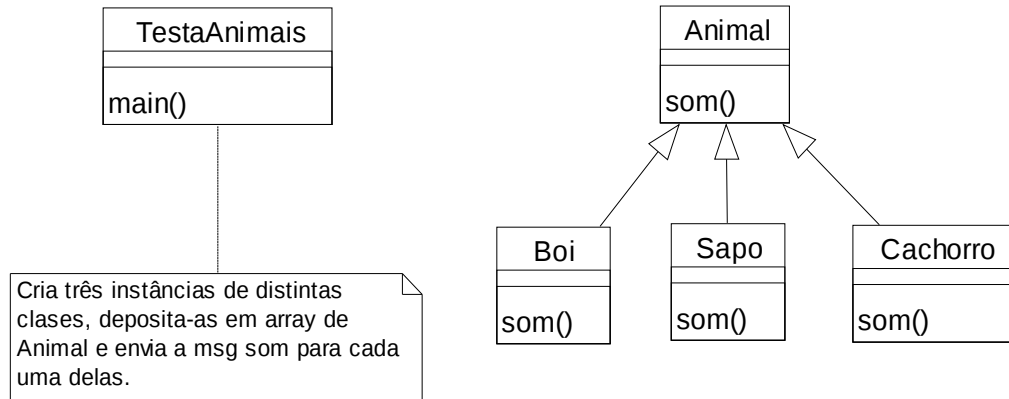 TestaAnimais
main()
Cria três instâncias de distintas
clases, deposita-as em array de
Animal e envia a msg som para cada
uma delas.
Animal
som()
Boi
som()
Sapo
som()
Cachorro
som()